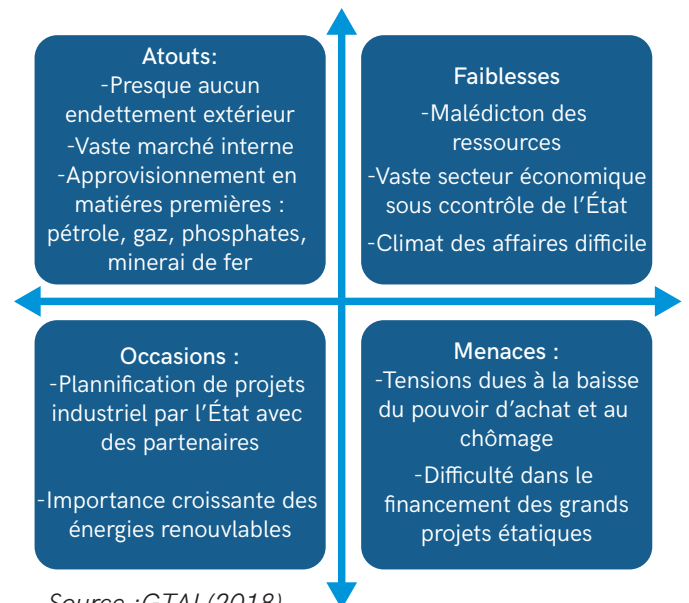 Atouts:
-Presque aucun
endettement extérieur
-Vaste marché interne
-Approvisionnement en
matiéres premières :
pétrole, gaz, phosphates,
minerai de fer
Faiblesses
-Malédicton des
ressources
-Vaste secteur économique
sous ccontrôle de l'État
-Climat des affaires difficile
Occasions :
-Plannification de projets
industriel par l'État avec
des partenaires
-Importance croissante des
énergies renouvlables
Menaces :
-Tensions dues à la baisse
du pouvoir d'achat et au
chômage
-Difficulté dans le
financement des grands
projets étatiques
Source :GTAI (2018)